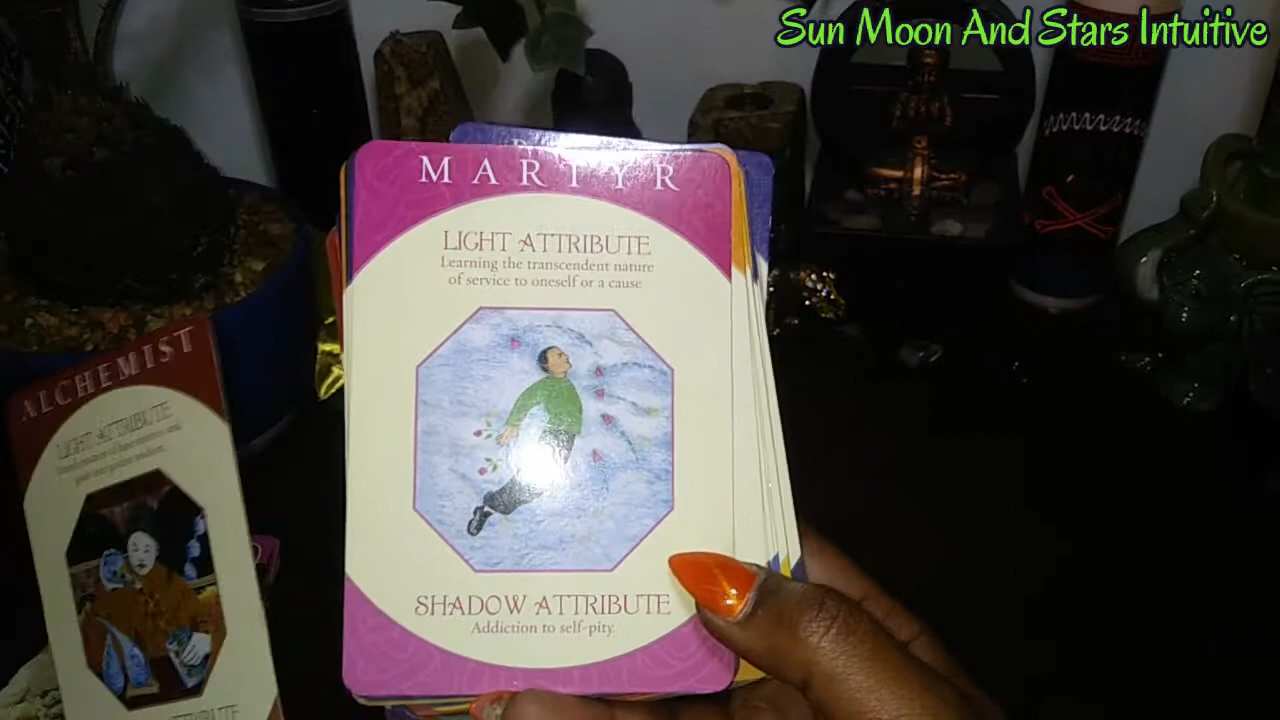 Sun Moon And Stars Intuitive
MARTYR
LIGHT ATTRIBUTE
Learning the transcendent nature
of service to oneself or a cause
SHADOW ATTRIBUTE
Addiction to self-pity.
ALCHEMIST
LIGHT ATTRIBUTE
ATTRIBUTE